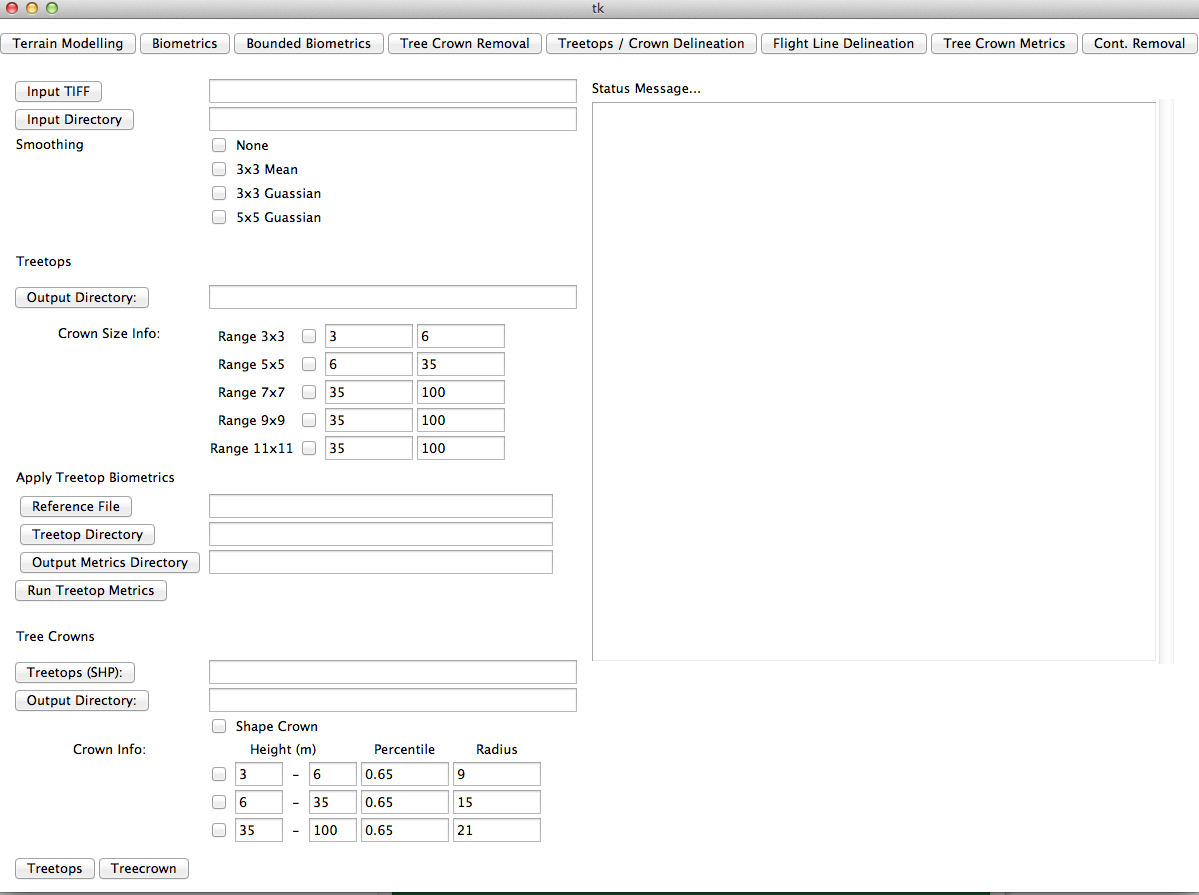 tk
Terrain Modelling Biometrics Bounded Biometrics Tree Crown Removal Treetops / Crown Delineation Flight Line Delineation Tree Crown Metrics Cont. Removal
Input TIFF
Status Message...
Input Directory
Smoothing
None
3x3 Mean
3x3 Guassian
5x5 Guassian
Treetops
Output Directory:
Crown Size Info:
Range 3x3 3 6
Range 5x5 6 35
Range 7x7 35 100
Range 9x9 35 100
Range 11x11 35 100
Apply Treetop Biometrics
Reference File
Treetop Directory
Output Metrics Directory
Run Treetop Metrics
Tree Crowns
Treetops (SHP):
Output Directory:
Shape Crown
Crown Info: Height (m) Percentile Radius
3 - 6 0.65 9
6 - 35 0.65 15
35 - 100 0.65 21
Treetops Treecrown